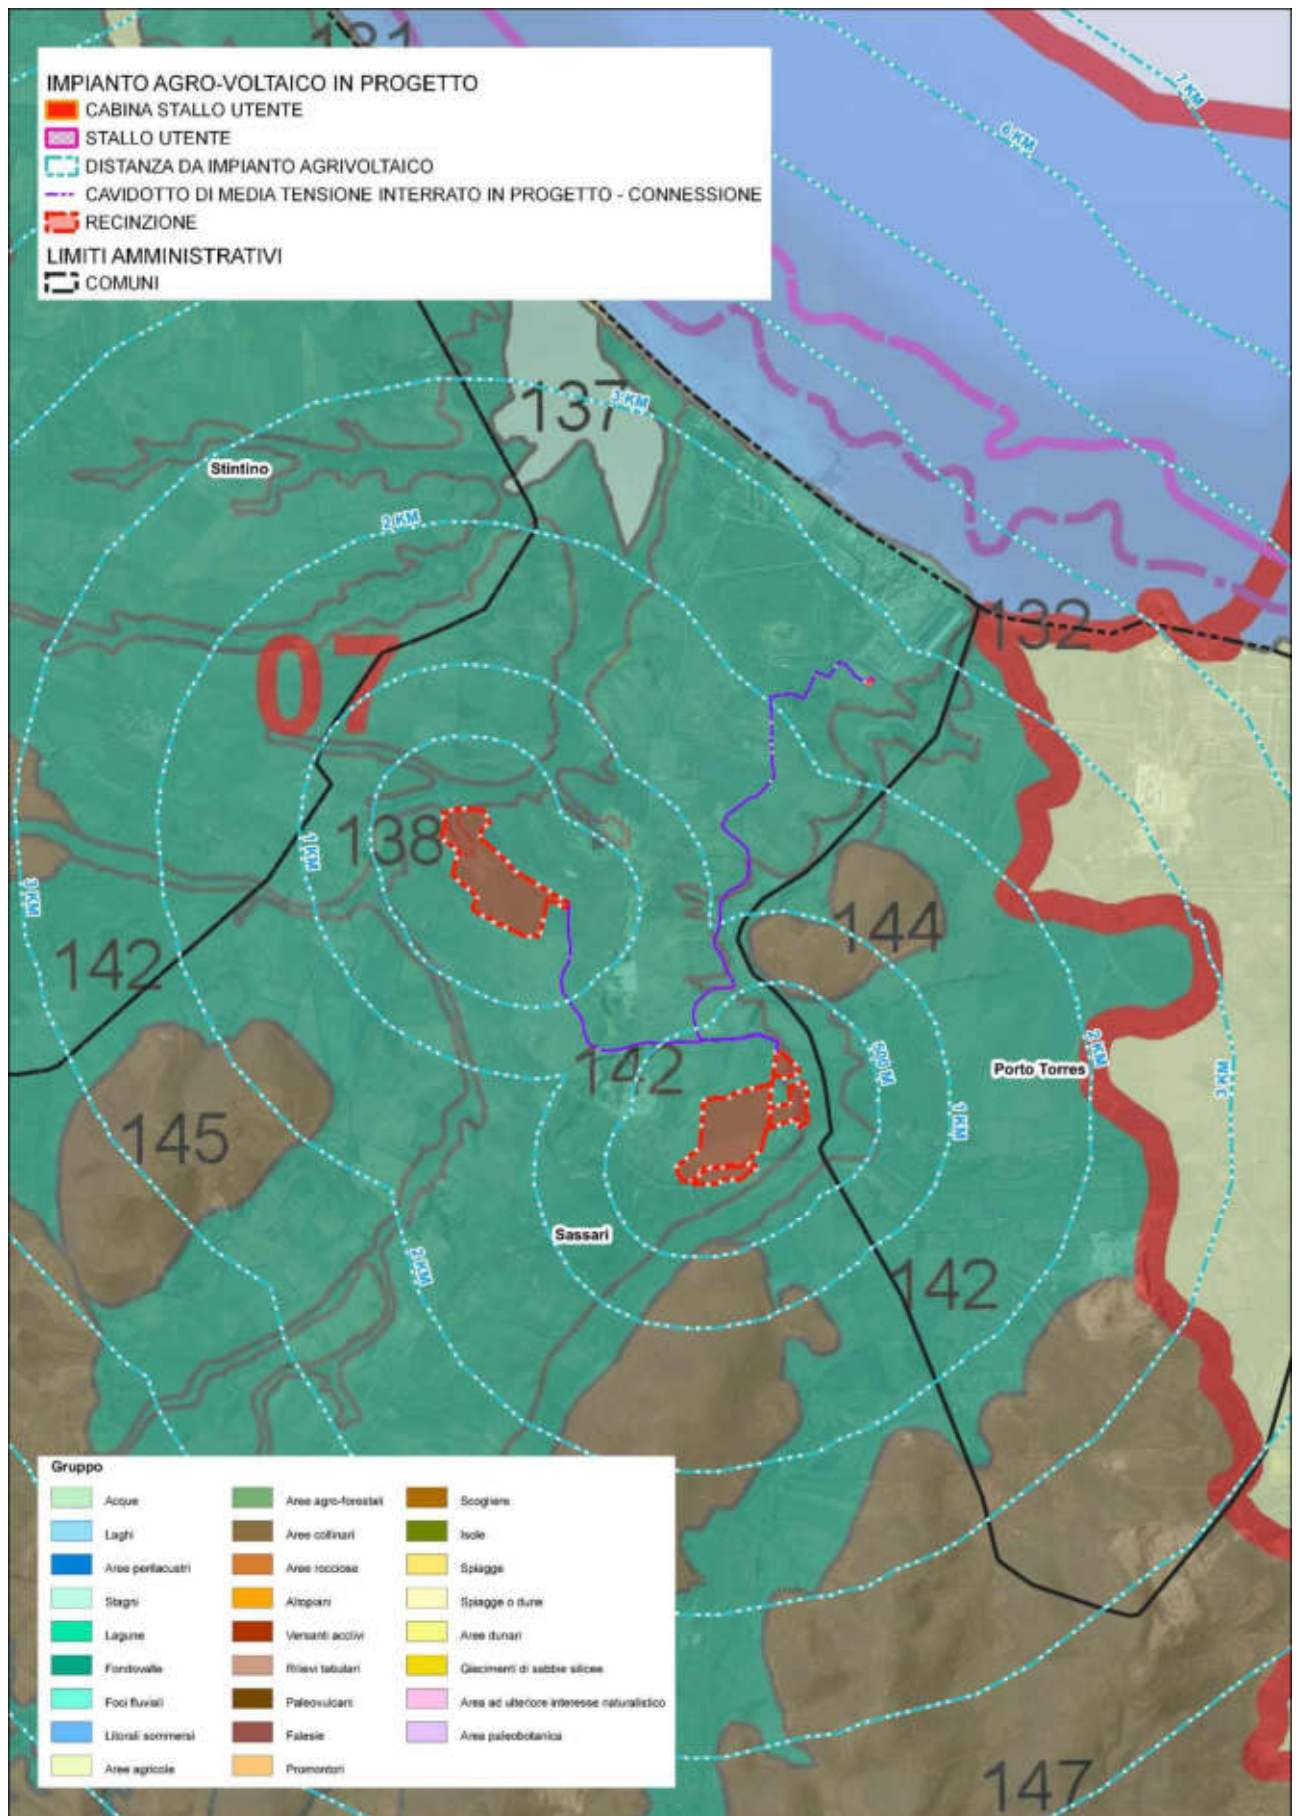 131
IMPIANTO AGRO-VOLTAICO IN PROGETTO
CABINA STALLO UTENTE
STALLO UTENTE
DISTANZA DA IMPIANTO AGRIVOLTAICO
CAVIDOTTO DI MEDIA TENSIONE INTERRATO IN PROGETTO - CONNESSIONE
RECINZIONE
LIMITI AMMINISTRATIVI
COMUNI
7 KM
6 KM
137
3 KM
Stintino
2 KM
132
07
138
1 KM
3 KM
144
142
142
500 M
Porto Torres
2 KM
3 KM
1 KM
145
Sassari
2 KM
142
Gruppo
Acque
Laghi
Aree perilacustri
Stagni
Lagune
Fondovalle
Foci fluviali
Litorali sommersi
Aree agricole
Aree agro-forestali
Aree collinari
Aree rocciose
Altopiani
Versanti acclivi
Rilievi tabulari
Paleovulcani
Falesie
Promontori
Scogliere
Isole
Spiagge
Spiagge o dune
Aree dunari
Giacimenti di sabbie silicee
Area ad ulteriore interesse naturalistico
Area paleobotanica
147